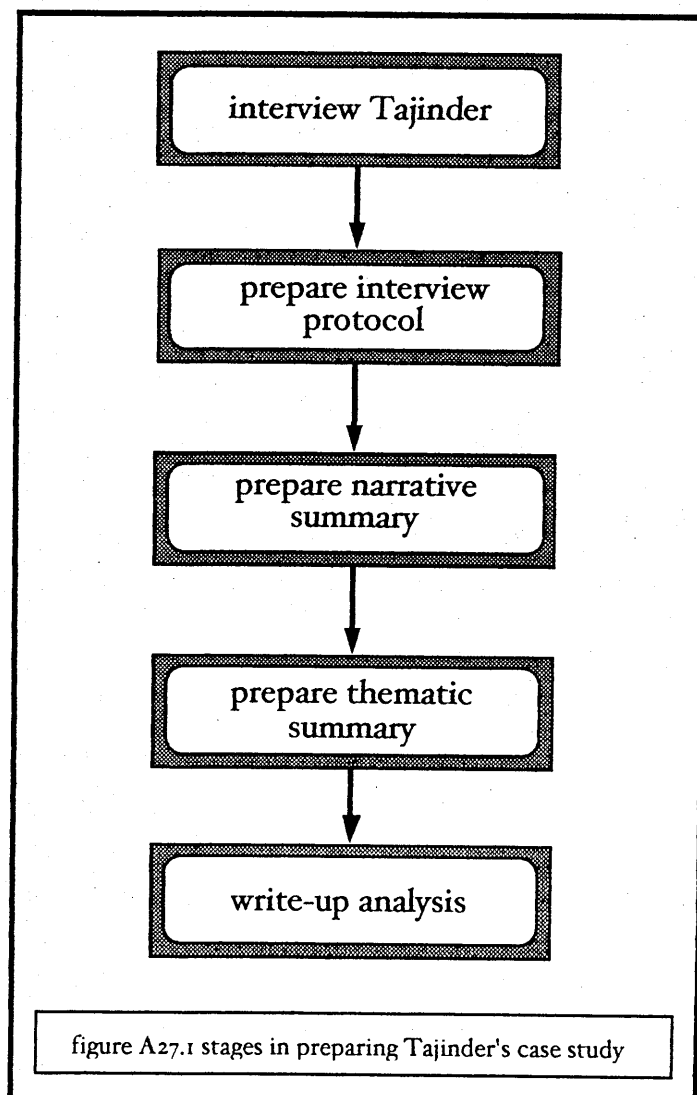 interview Tajinder
prepare interview
protocol
prepare narrative
summary
prepare thematic
summary
write-up analysis
figure A27.1 stages in preparing Tajinder's case study